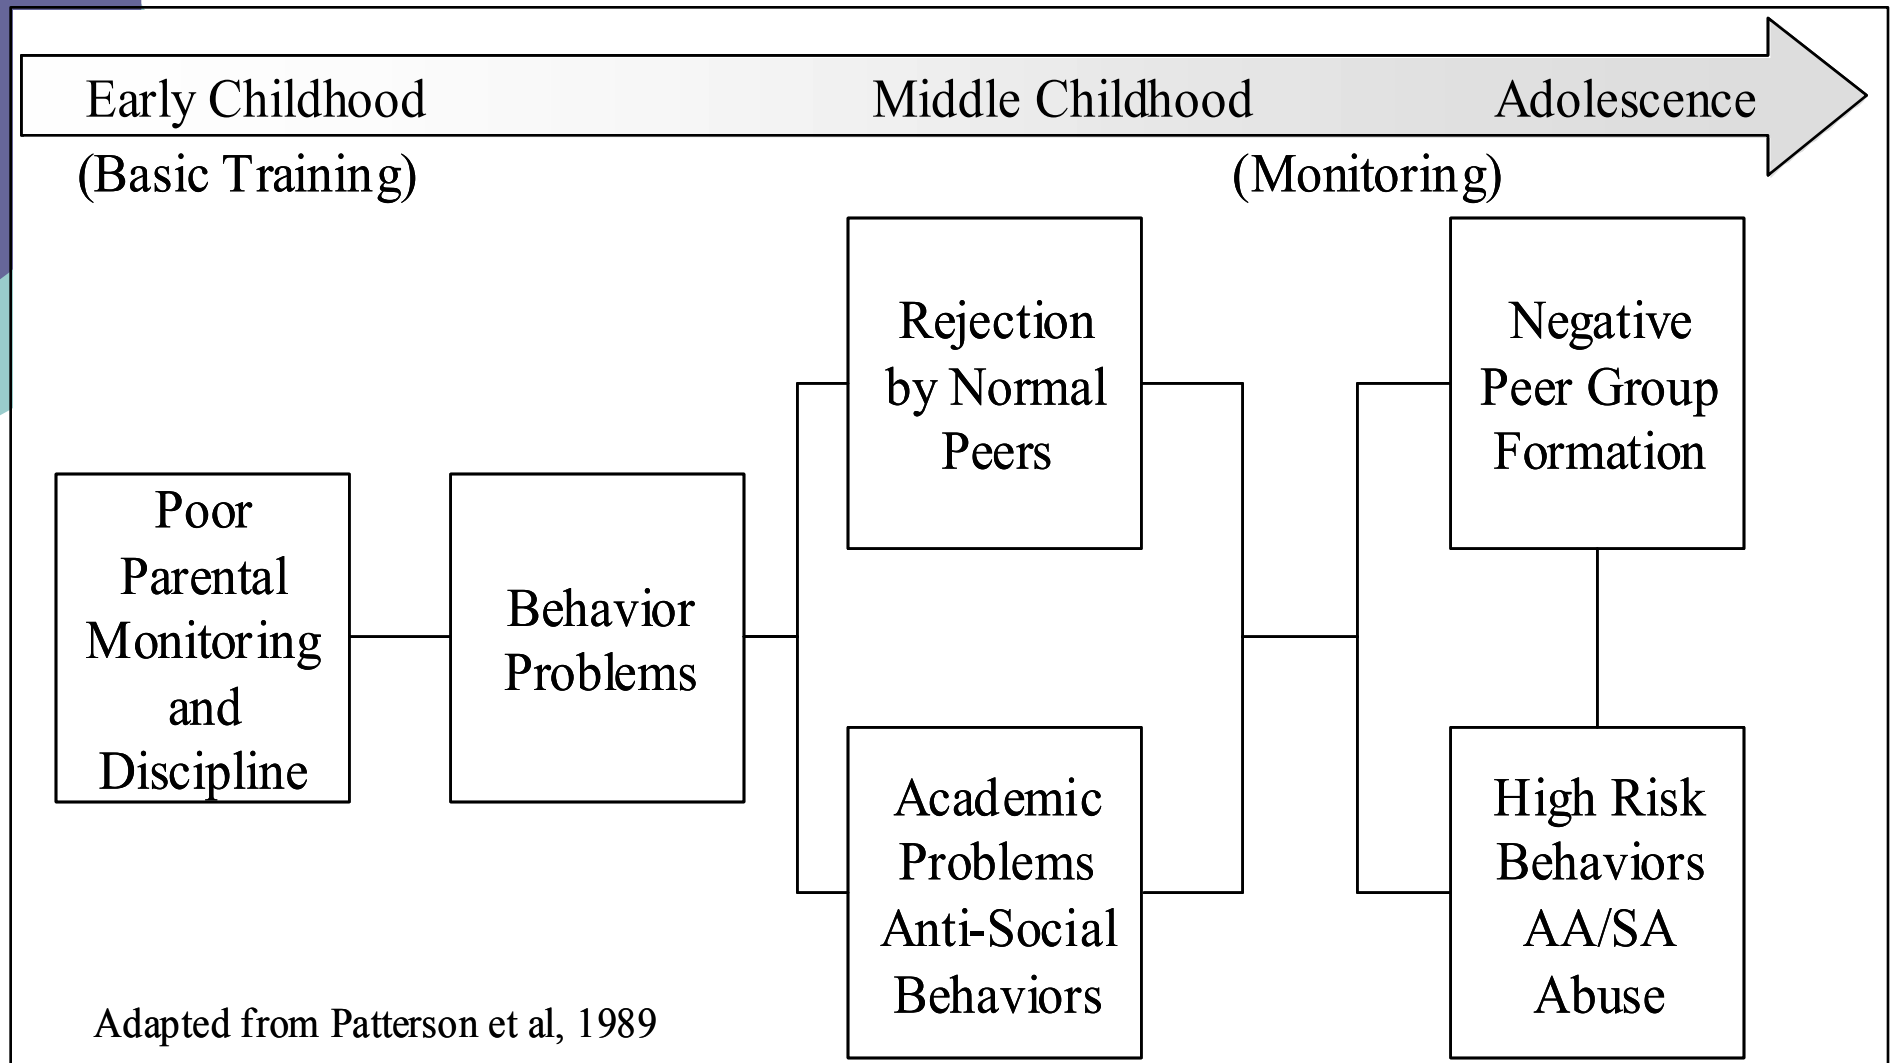 Early Childhood Middle Childhood Adolescence
(Basic Training) (Monitoring)
Poor
Parental
Monitoring
and
Discipline
Behavior
Problems
Rejection
by Normal
Peers
Academic
Problems
Anti-Social
Behaviors
Negative
Peer Group
Formation
High Risk
Behaviors
AA/SA
Abuse
Adapted from Patterson et al, 1989